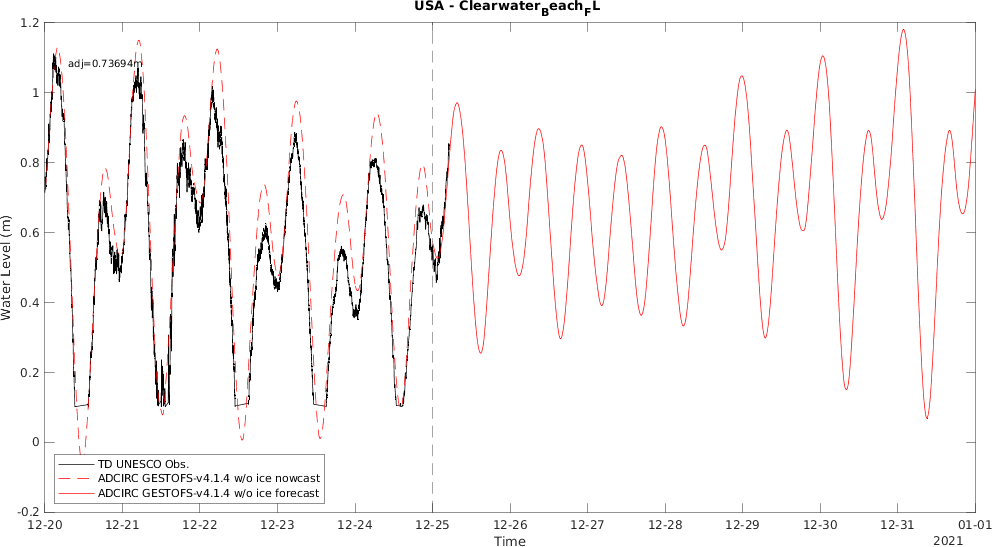 USA - Clearwater_Beach_FL
adj=0.73694m
Water Level (m)
1.2
1
0.8
0.6
0.4
0.2
0
-0.2
TD UNESCO Obs.
ADCIRC GESTOFS-v4.1.4 w/o ice nowcast
ADCIRC GESTOFS-v4.1.4 w/o ice forecast
12-20 12-21 12-22 12-23 12-24 12-25 12-26 12-27 12-28 12-29 12-30 12-31 01-01
Time
2021